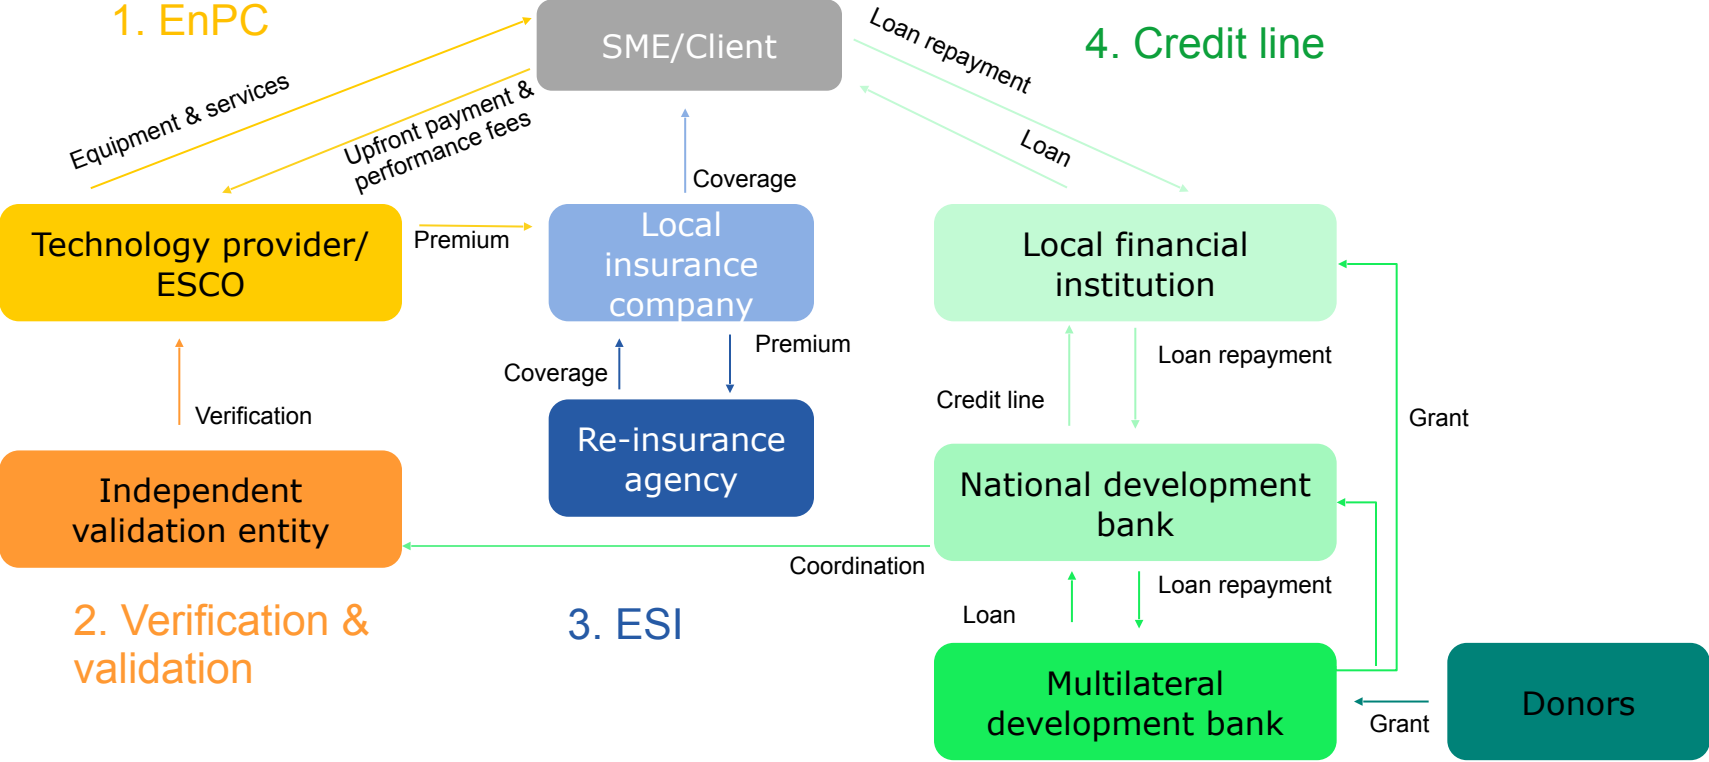 1. EnPC
SME/Client
4. Credit line
Loan repayment
Loan
Equipment & services
Upfront payment &
performance fees
Coverage
Technology provider/
ESCO
Premium
Local
insurance
company
Local financial
institution
Coverage
Premium
Loan repayment
Credit line
Grant
Verification
Re-insurance
agency
Independent
validation entity
National development
bank
Coordination
Loan
Loan repayment
2. Verification &
validation
3. ESI
Multilateral
development bank
Grant
Donors